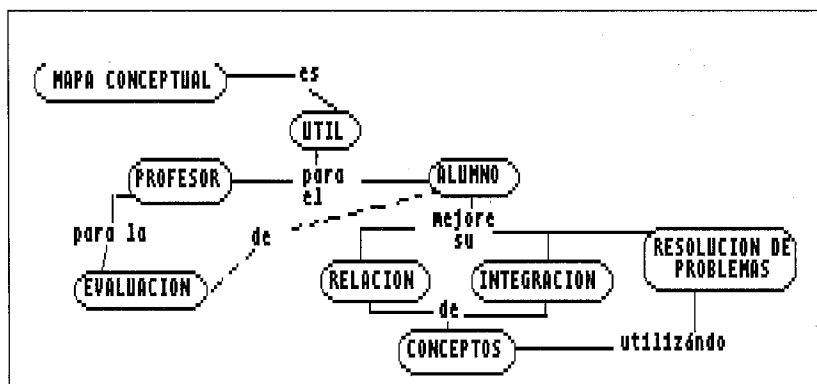 MAPA CONCEPTUAL
es
UTIL
PROFESOR
para
el
ALUMNO
para la
de
mejore
su
RESOLUCION DE
PROBLEMAS
EVALUACION
RELACION
INTEGRACION
de
CONCEPTOS
utilizándo